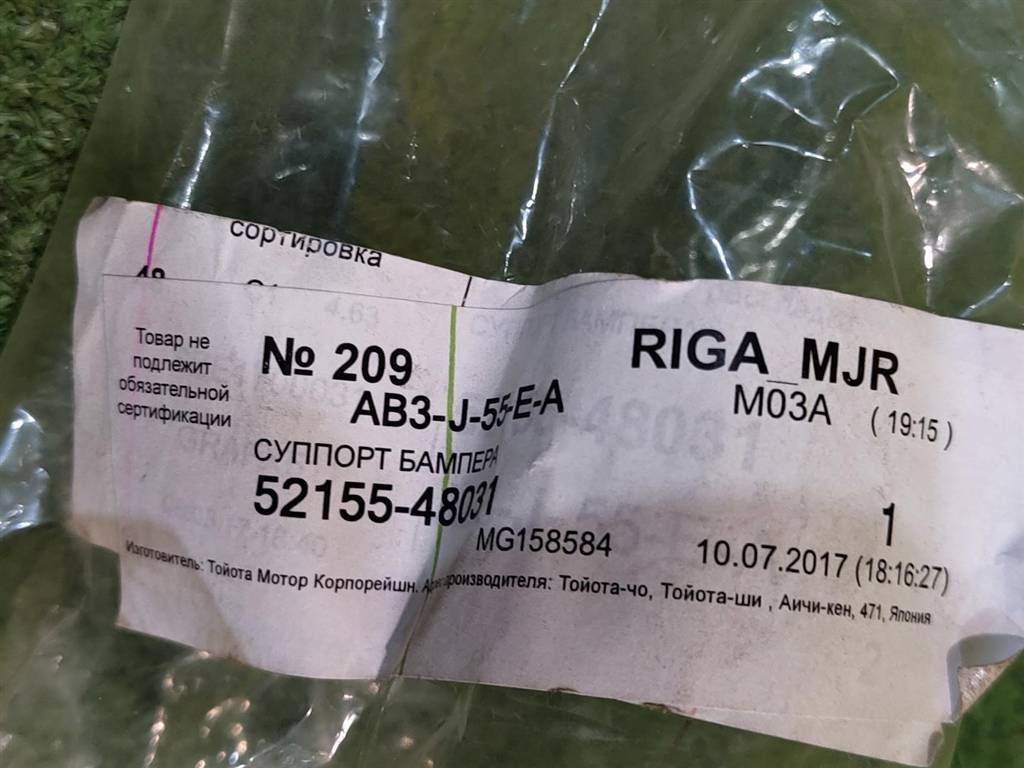 сортировка
Товар не
подлежит
обязательной
сертификации
№ 209
AB3-J-55-E-A
СУППОРТ БАМПЕРА
52155-48031
MG158584
RIGA_MJR
M03A (19:15)
1
10.07.2017 (18:16:27)
Изготовитель: Тойота Мотор Корпорейшн. производителя: Тойота-чо, Тойота-ши , Аичи-кен, 471, Япония